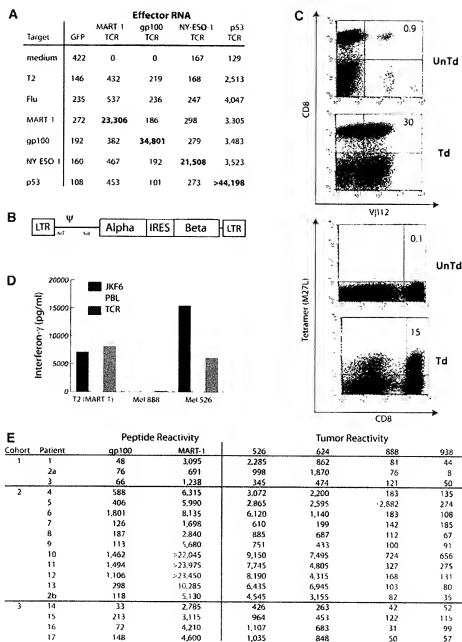 A
Effector RNA
Target GFP MART-1 TCR gp100 TCR NY-ESO-1 TCR p53 TCR
medium 422 0 0 167 129
T2 146 432 219 168 2,513
Flu 235 537 236 247 4,047
MART 1 272 23,306 186 298 3.305
gp100 192 382 34,801 279 3,483
NY ESO 1 160 467 192 21,508 3,523
p53 108 453 101 273 >44,198
B
LTR Ψ Alpha IRES Beta LTR
C
0.9
UnTd
30
Td
CD8
Vβ12
0.1
UnTd
15
Td
Tetramer (M27L)
CD8
D
Interferon-γ (pg/ml)
20000
15000
10000
5000
0
JKF6
PBL
TCR
T2 (MART 1) Mel 888 Mel 526
E
Peptide Reactivity Tumor Reactivity
Cohort Patient gp100 MART-1 526 624 888 938
1 1 48 3,095 2,285 862 81 44
2a 76 691 998 1,870 76 8
3 66 1,238 345 474 121 50
2 4 588 6,315 3,072 2,200 183 135
5 406 5,990 2,865 2,595 2,882 274
6 1,801 8,135 6,120 1,140 183 108
7 126 1,698 610 199 142 185
8 187 2,840 885 687 112 67
9 113 5,680 751 433 100 91
10 1,462 >22,045 9,150 7,495 724 656
11 1,494 >23,975 7,745 4,805 327 275
12 1,106 >23,450 8,190 4,315 168 131
13 298 10,285 6,435 6,945 103 80
2b 118 5,130 4,545 3,155 82 35
3 14 33 2,785 426 263 42 52
15 213 3,115 964 453 122 115
16 72 4,210 1,107 683 31 99
17 148 4,600 1,035 848 50 57